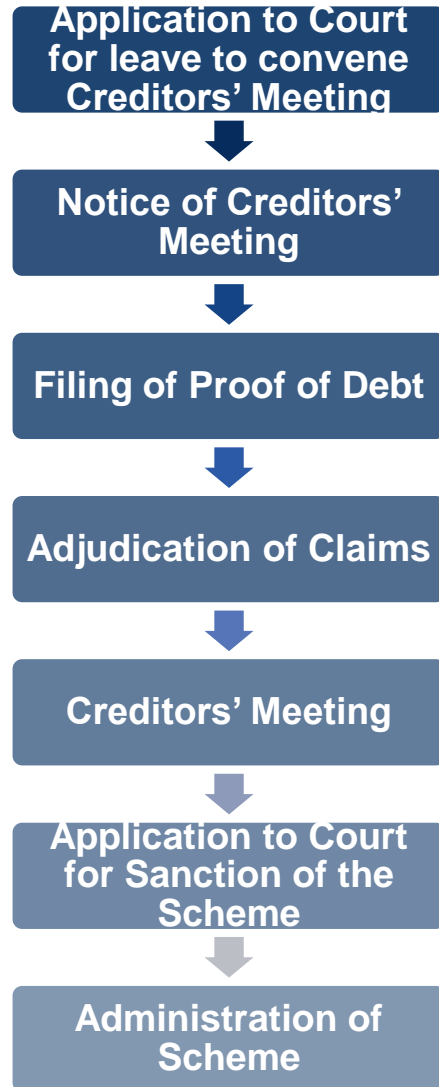 Application to Court
for leave to convene
Creditors’ Meeting
Notice of Creditors’
Meeting
Filing of Proof of Debt
Adjudication of Claims
Creditors’ Meeting
Application to Court
for Sanction of the
Scheme
Administration of
Scheme